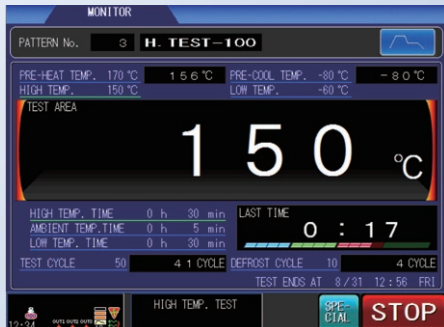 MONITOR
PATTERN No. 3 H. TEST-100
PRE-HEAT TEMP. 170 ℃ 156℃ PRE-COOL TEMP. -80 ℃ -80℃
HIGH TEMP. 150 ℃ LOW TEMP. -60 ℃
TEST AREA
150 ℃
HIGH TEMP. TIME 0 h 30 min
AMBIENT TEMP.TIME 0 h 5 min
LOW TEMP. TIME 0 h 30 min
LAST TIME
0 : 17
TEST CYCLE 50 41 CYCLE DEFROST CYCLE 10 4 CYCLE
TEST ENDS AT 8/31 12:56 FRI
12:34 OUT1 OUT2 OUT3 HIGH TEMP. TEST SPE-CIAL STOP